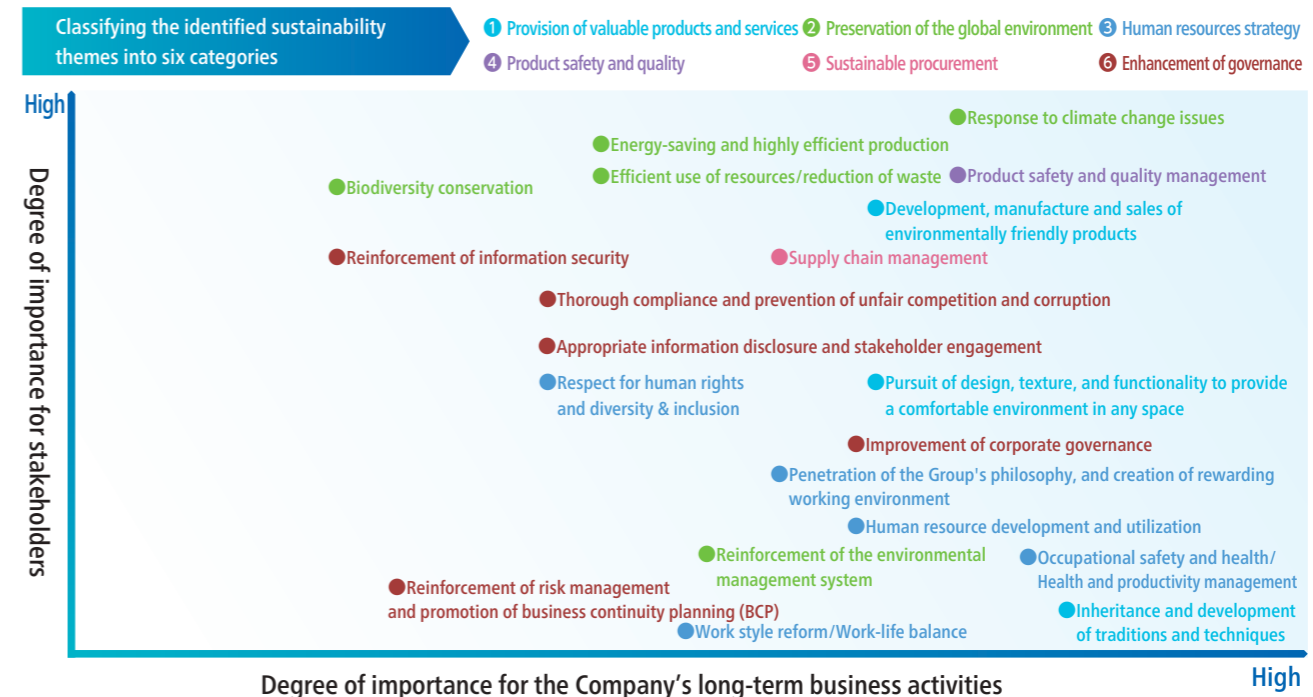 Classifying the identified sustainability
themes into six categories
1 Provision of valuable products and services 2 Preservation of the global environment 3 Human resources strategy
4 Product safety and quality 5 Sustainable procurement 6 Enhancement of governance
High
Degree of importance for stakeholders
Response to climate change issues
Energy-saving and highly efficient production
Efficient use of resources/reduction of waste
Product safety and quality management
Biodiversity conservation
Development, manufacture and sales of
environmentally friendly products
Reinforcement of information security
Supply chain management
Thorough compliance and prevention of unfair competition and corruption
Appropriate information disclosure and stakeholder engagement
Respect for human rights
and diversity & inclusion
Pursuit of design, texture, and functionality to provide
a comfortable environment in any space
Improvement of corporate governance
Penetration of the Group's philosophy, and creation of rewarding
working environment
Human resource development and utilization
Reinforcement of the environmental
management system
Occupational safety and health/
Health and productivity management
Reinforcement of risk management
and promotion of business continuity planning (BCP)
Inheritance and development
of traditions and techniques
Work style reform/Work-life balance
Degree of importance for the Company's long-term business activities
High